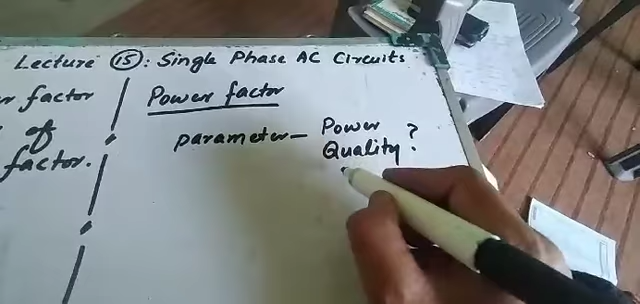 Lecture 15: Single Phase AC Circuits
r factor
of
factor.
Power factor
parameter – Power
Quality?